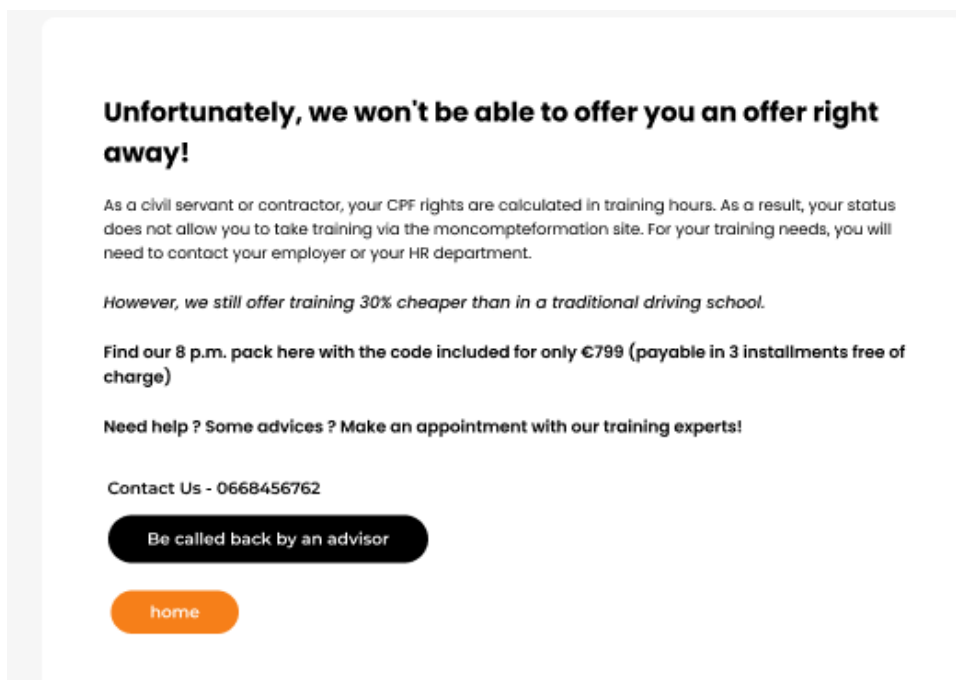 Unfortunately, we won't be able to offer you an offer right
away!
As a civil servant or contractor, your CPF rights are calculated in training hours. As a result, your status
does not allow you to take training via the moncompteformation site. For your training needs, you will
need to contact your employer or your HR department.
However, we still offer training 30% cheaper than in a traditional driving school.
Find our 8 p.m. pack here with the code included for only €799 (payable in 3 installments free of
charge)
Need help ? Some advices ? Make an appointment with our training experts!
Contact Us - 0668456762
Be called back by an advisor
home